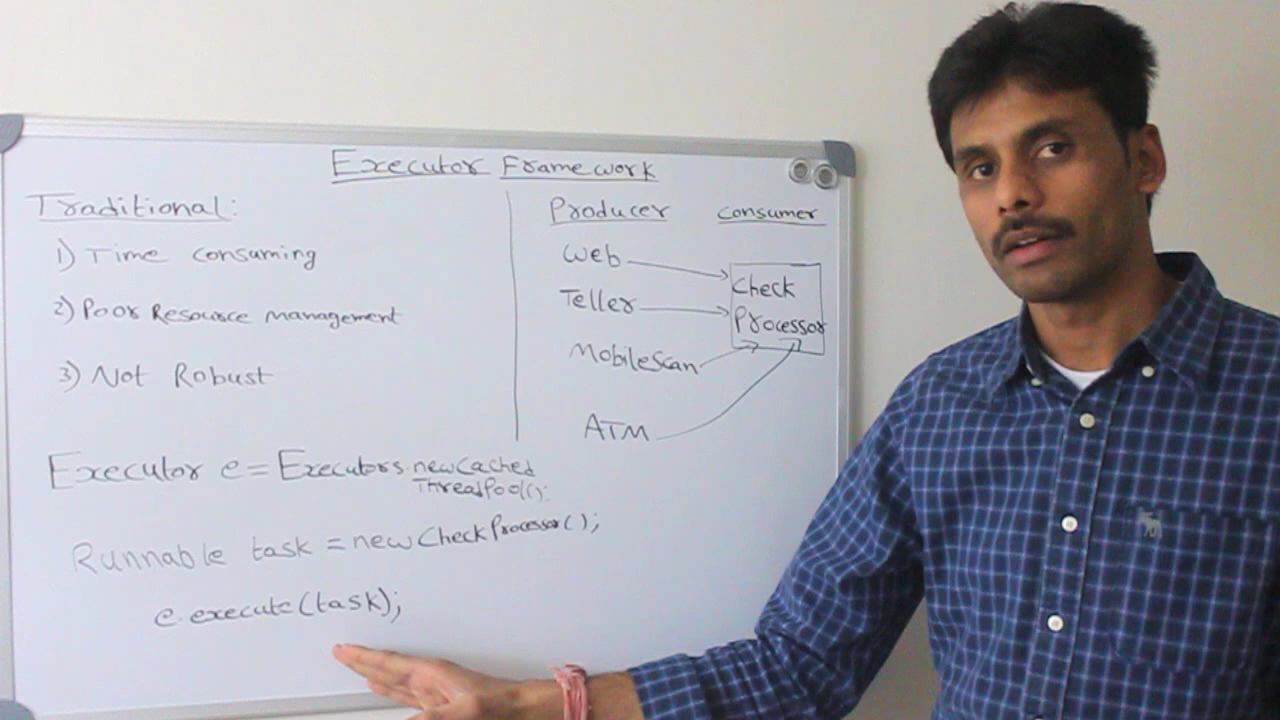 Executor Framework
Traditional:
1) Time consuming
2) Poor Resource management
3) Not Robust
Producer
consumer
Web
Teller
MobileScan
ATM
Check
Processor
Executor e = Executors.newCached
ThreadPool();
Runnable task = new CheckProcessor();
e.execute(task);